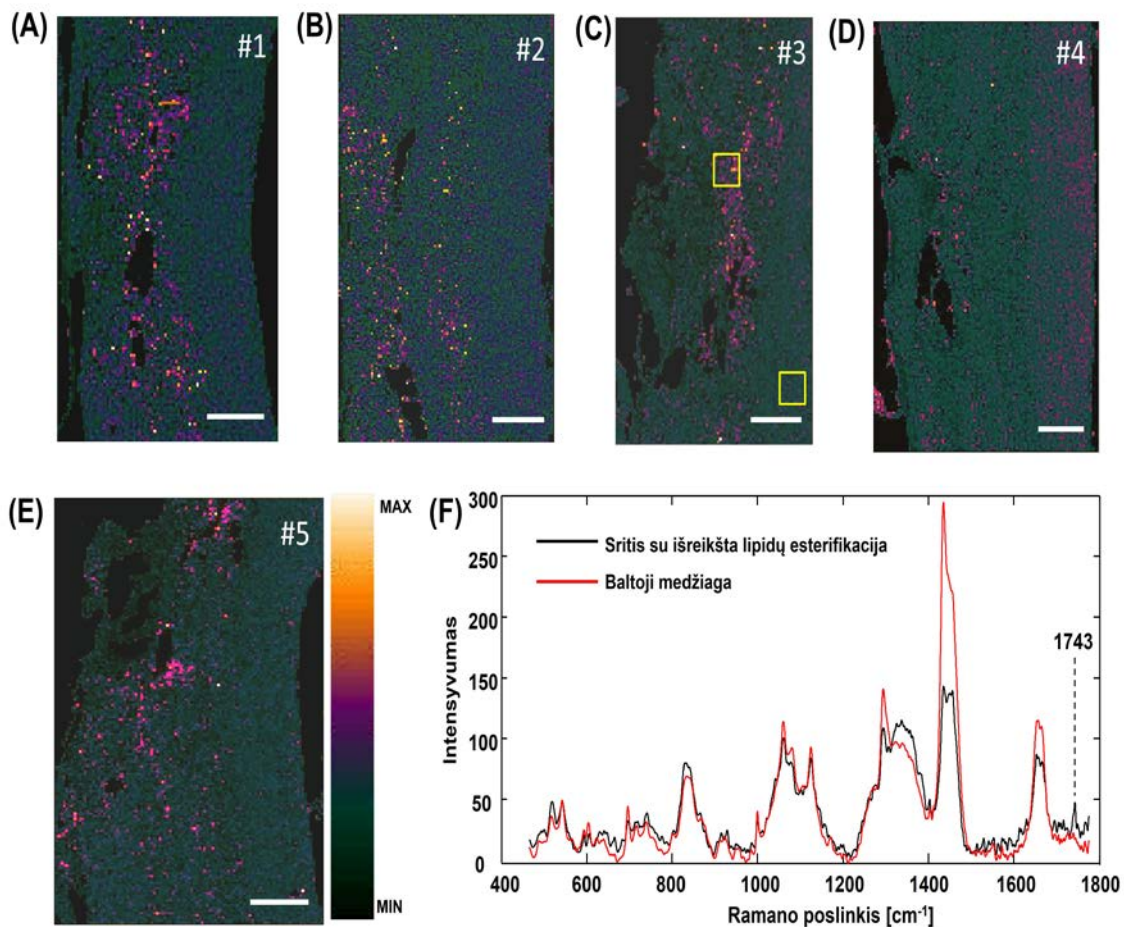 (A) #1
(B) #2
(C) #3
(D) #4
(E) #5
MAX
MIN
(F)
300
250
200
150
100
50
0
Intensyvumas
Sritis su išreikšta lipidų esterifikacija
Baltoji medžiaga
1743
400 600 800 1000 1200 1400 1600 1800
Ramano poslinkis [cm⁻¹]